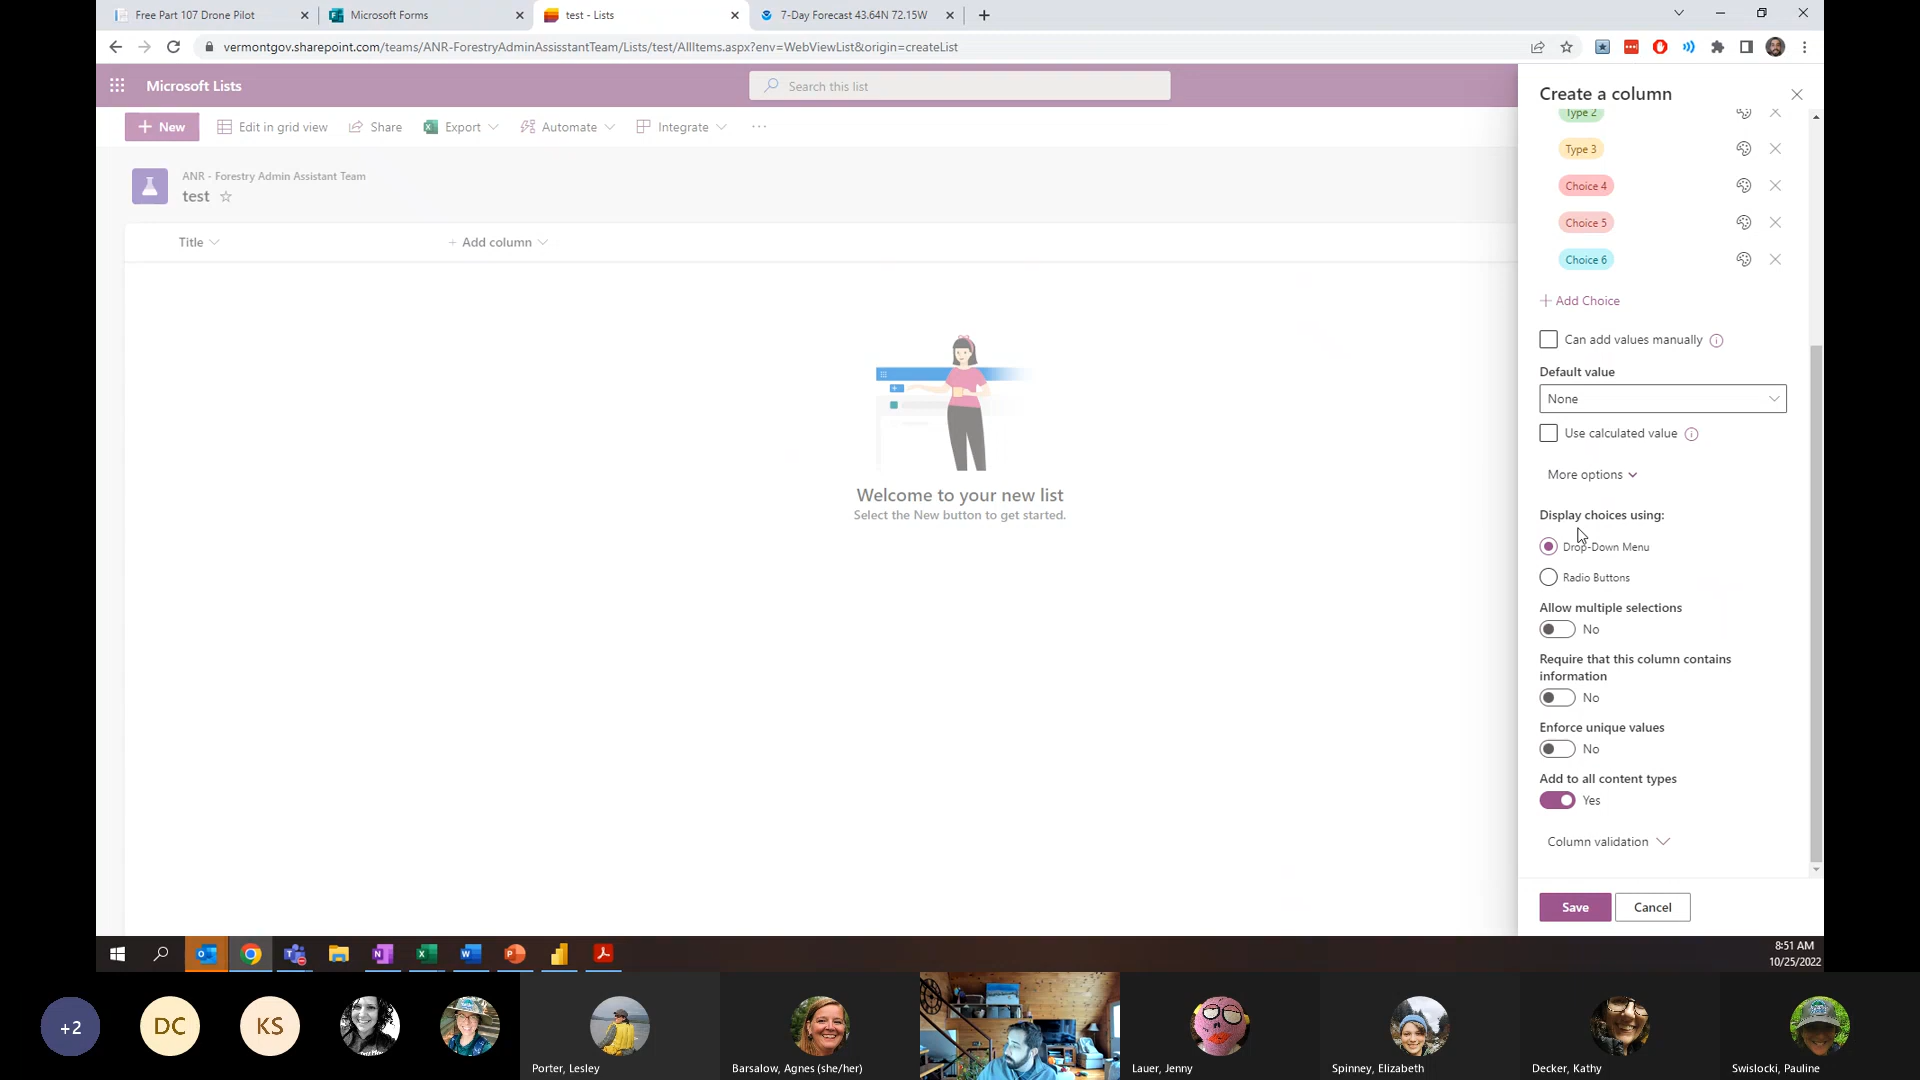 Free Part 107 Drone Pilot
Microsoft Forms
test - Lists
7-Day Forecast 43.64N 72.15W
vermontgov.sharepoint.com/teams/ANR-ForestryAdminAssisstantTeam/Lists/test/AllItems.aspx?env=WebViewList&origin=createList
Microsoft Lists
Search this list
New
Edit in grid view
Share
Export
Automate
Integrate
ANR - Forestry Admin Assistant Team
test
Title
Add column
Welcome to your new list
Select the New button to get started.
Create a column
Type 2
Type 3
Choice 4
Choice 5
Choice 6
Add Choice
Can add values manually
Default value
None
Use calculated value
More options
Display choices using:
Drop-Down Menu
Radio Buttons
Allow multiple selections
No
Require that this column contains
information
No
Enforce unique values
No
Add to all content types
Yes
Column validation
Save
Cancel
8:51 AM
10/25/2022
+2
DC
KS
Porter, Lesley
Barsalow, Agnes (she/her)
Lauer, Jenny
Spinney, Elizabeth
Decker, Kathy
Swislocki, Pauline